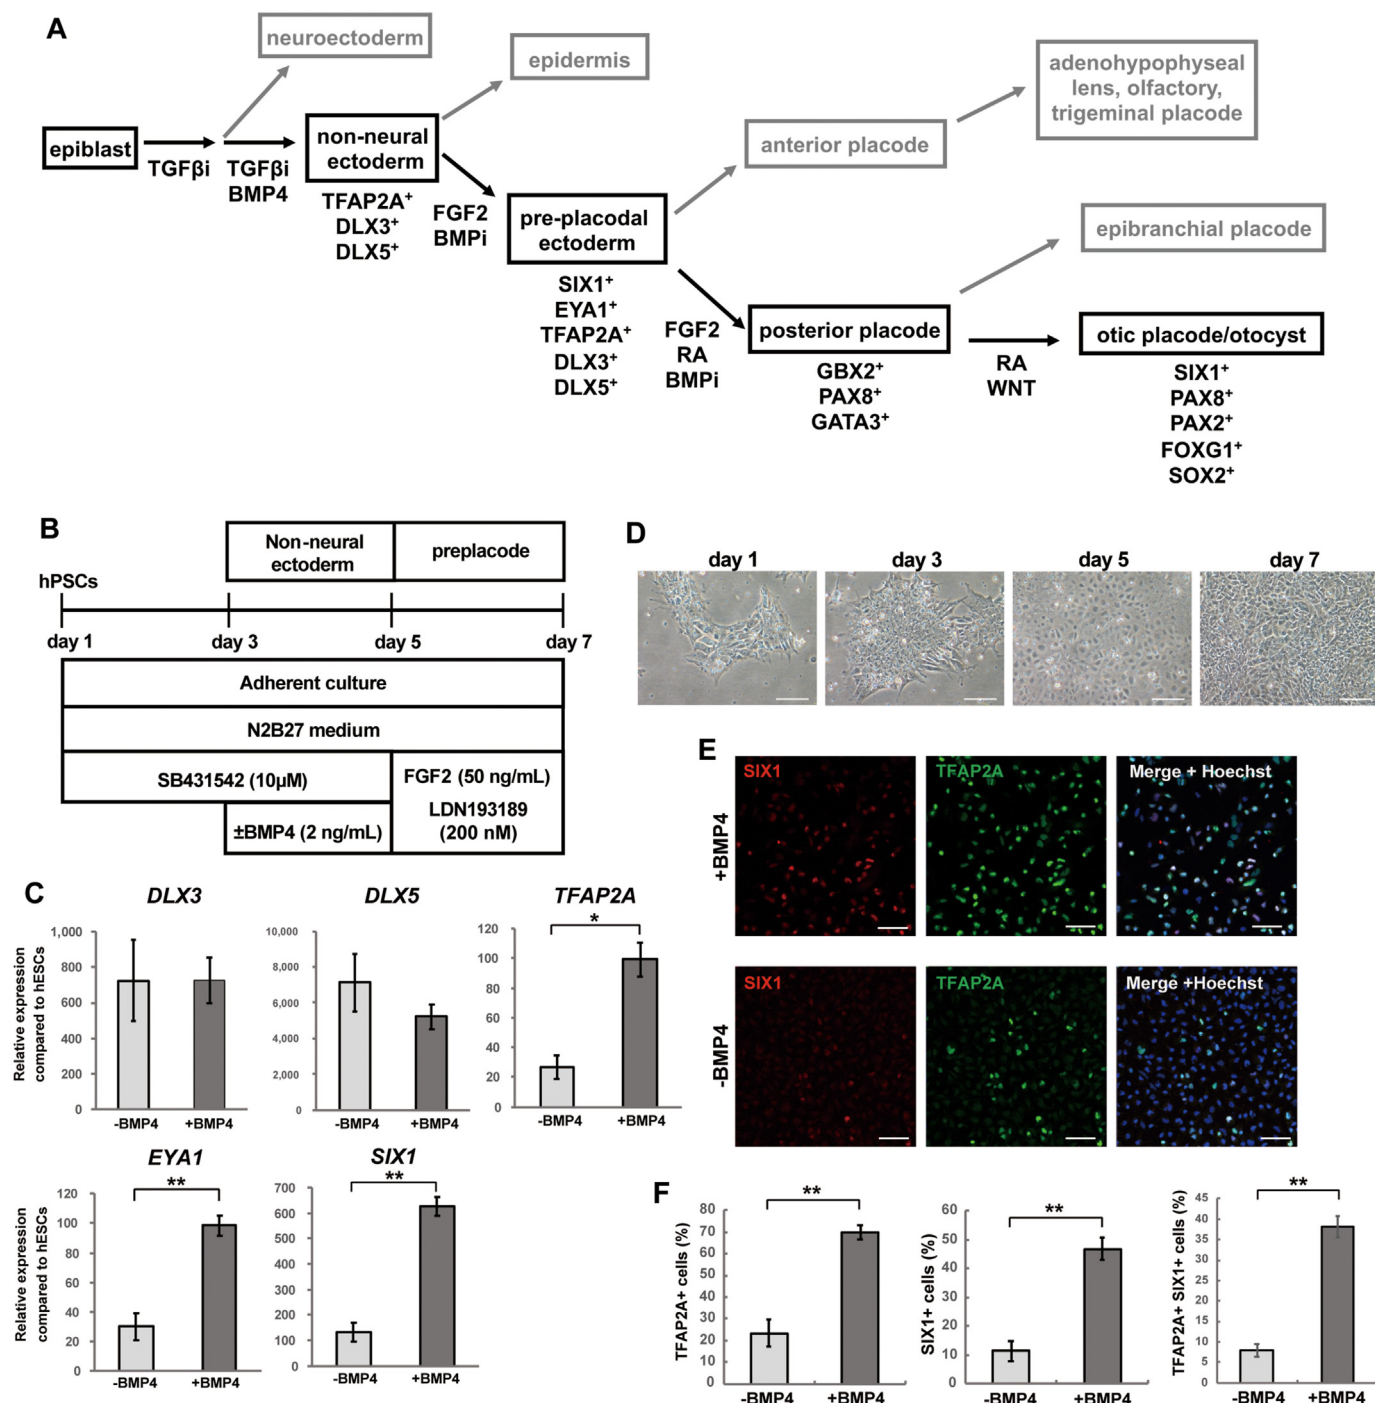 A
neuroectoderm
epidermis
adenohypophyseal
lens, olfactory,
trigeminal placode
epiblast
TGFβi
TGFβi
BMP4
non-neural
ectoderm
TFAP2A+
DLX3+
DLX5+
FGF2
BMPi
anterior placode
pre-placodal
ectoderm
SIX1+
EYA1+
TFAP2A+
DLX3+
DLX5+
epibranchial placode
FGF2
RA
BMPi
posterior placode
GBX2+
PAX8+
GATA3+
RA
WNT
otic placode/otocyst
SIX1+
PAX8+
PAX2+
FOXG1+
SOX2+
B
Non-neural
ectoderm
preplacode
hPSCs
day 1
day 3
day 5
day 7
Adherent culture
N2B27 medium
SB431542 (10µM)
±BMP4 (2 ng/mL)
FGF2 (50 ng/mL)
LDN193189
(200 nM)
D
day 1
day 3
day 5
day 7
E
+BMP4
SIX1
TFAP2A
Merge + Hoechst
-BMP4
SIX1
TFAP2A
Merge +Hoechst
C
Relative expression
compared to hESCs
DLX3
1,000
800
600
400
200
0
-BMP4
+BMP4
DLX5
10,000
8,000
6,000
4,000
2,000
0
-BMP4
+BMP4
TFAP2A
*
120
100
80
60
40
20
0
-BMP4
+BMP4
Relative expression
compared to hESCs
EYA1
**
120
100
80
60
40
20
0
-BMP4
+BMP4
SIX1
**
700
600
500
400
300
200
100
0
-BMP4
+BMP4
F
TFAP2A+ cells (%)
**
80
70
60
50
40
30
20
10
0
-BMP4
+BMP4
SIX1+ cells (%)
**
60
50
40
30
20
10
0
-BMP4
+BMP4
TFAP2A+ SIX1+ cells (%)
**
45
40
35
30
25
20
15
10
5
0
-BMP4
+BMP4